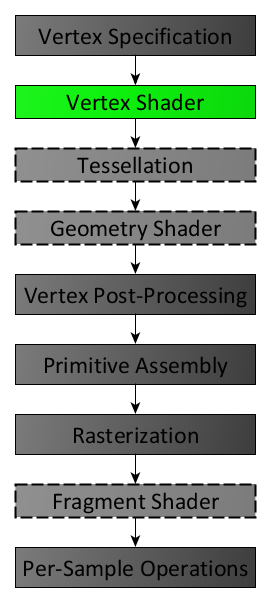 Vertex Specification
Vertex Shader
Tessellation
Geometry Shader
Vertex Post-Processing
Primitive Assembly
Rasterization
Fragment Shader
Per-Sample Operations